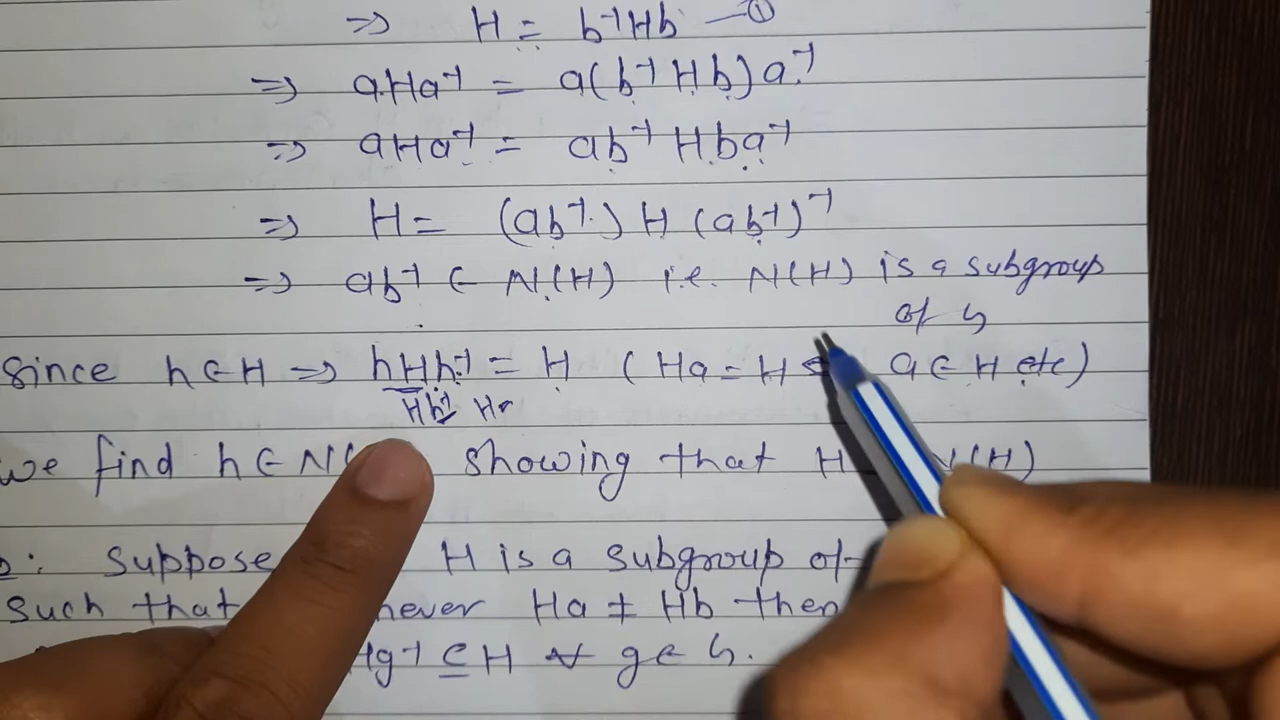 ⇒ H = b⁻¹Hb —①
⇒ aHa⁻¹ = a(b⁻¹Hb)a⁻¹
⇒ aHa⁻¹ = ab⁻¹Hba⁻¹
⇒ H = (ab⁻¹)H(ab⁻¹)⁻¹
⇒ ab⁻¹ ∈ N(H) i.e. N(H) is a subgroup
of G
since h∈H ⇒ hHh⁻¹ = H (Ha = H a∈H etc)
Hh⁻¹ H
we find h∈N( showing that H N(H)
Suppose H is a subgroup of
such that Ha ≠ Hb then
Hg⁻¹ ⊆ H ∀ g∈G.